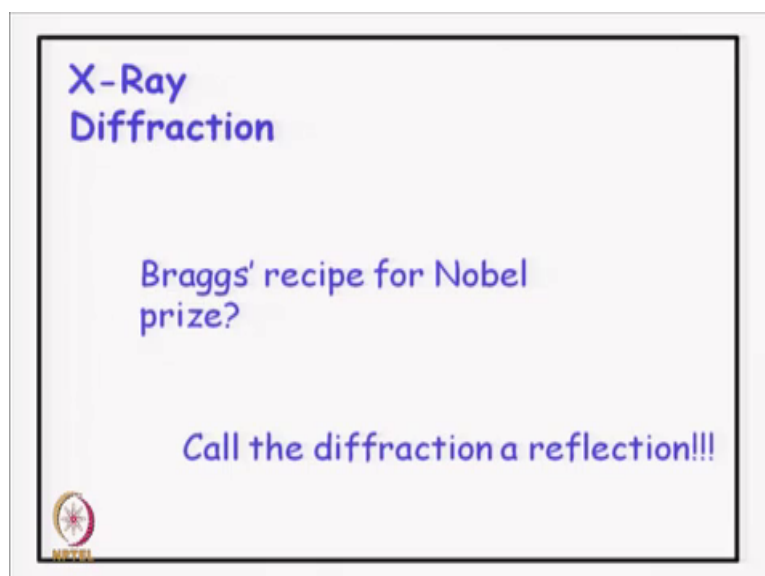 X-Ray
Diffraction
Braggs' recipe for Nobel
prize?
Call the diffraction a reflection!!!
NPTEL